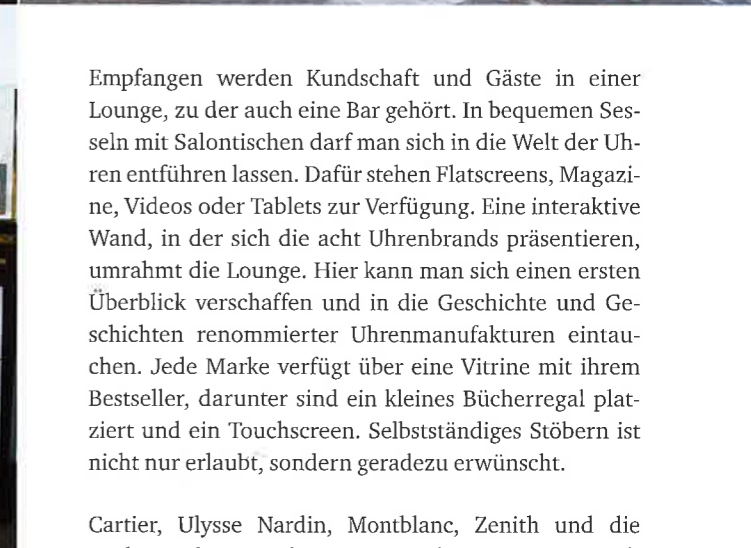 Empfangen werden Kundschaft und Gäste in einer
Lounge, zu der auch eine Bar gehört. In bequemen Ses-
seln mit Salontischen darf man sich in die Welt der Uh-
ren entführen lassen. Dafür stehen Flatscreens, Magazi-
ne, Videos oder Tablets zur Verfügung. Eine interaktive
Wand, in der sich die acht Uhrenbrands präsentieren,
umrahmt die Lounge. Hier kann man sich einen ersten
Überblick verschaffen und in die Geschichte und Ge-
schichten renommierter Uhrenmanufakturen eintau-
chen. Jede Marke verfügt über eine Vitrine mit ihrem
Bestseller, darunter sind ein kleines Bücherregal plat-
ziert und ein Touchscreen. Selbstständiges Stöbern ist
nicht nur erlaubt, sondern geradezu erwünscht.
Cartier, Ulysse Nardin, Montblanc, Zenith und die